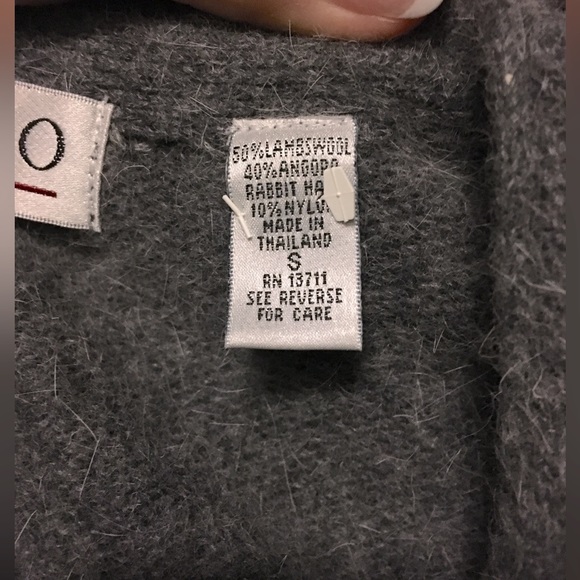 O
50% LAMBSWOOL
40% ANGORA
RABBIT HA
10% NYLO
MADE IN
THAILAND
S
RN 13711
SEE REVERSE
FOR CARE